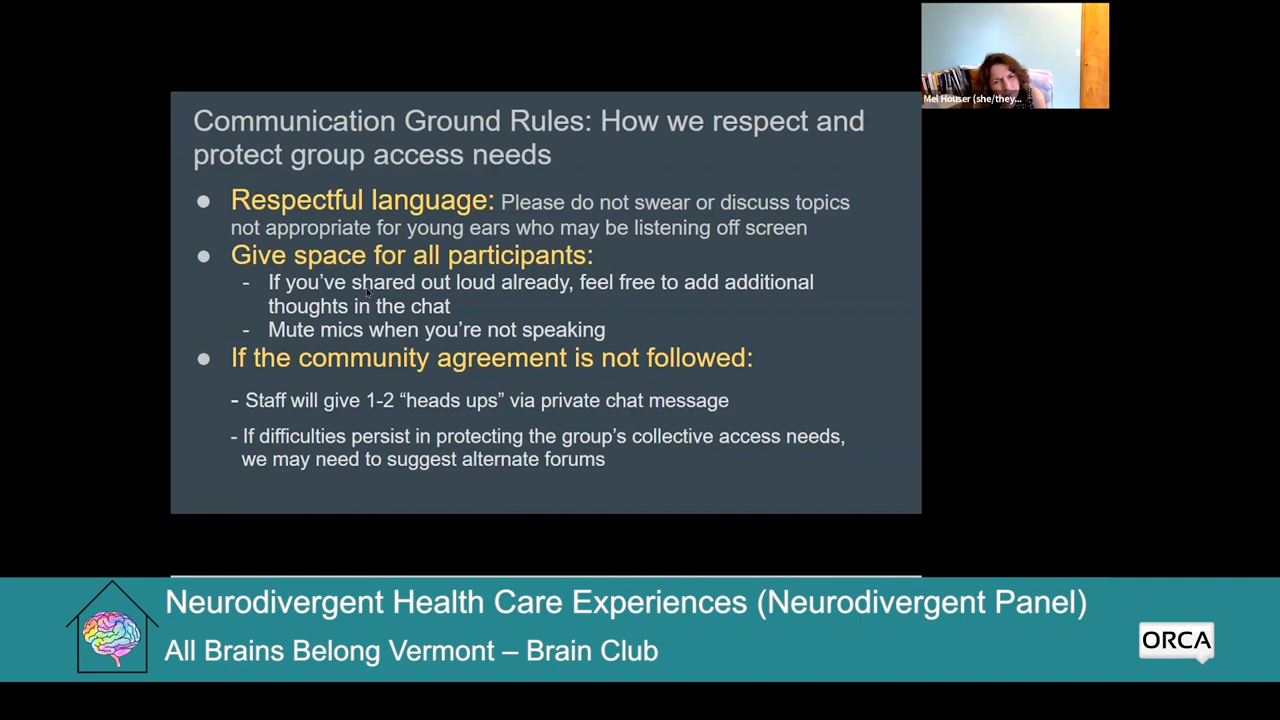 Mel Houser (she/they...
Communication Ground Rules: How we respect and
protect group access needs
● Respectful language: Please do not swear or discuss topics
not appropriate for young ears who may be listening off screen
● Give space for all participants:
- If you've shared out loud already, feel free to add additional
thoughts in the chat
- Mute mics when you're not speaking
● If the community agreement is not followed:
- Staff will give 1-2 “heads ups” via private chat message
- If difficulties persist in protecting the group's collective access needs,
we may need to suggest alternate forums
Neurodivergent Health Care Experiences (Neurodivergent Panel)
All Brains Belong Vermont – Brain Club
ORCA